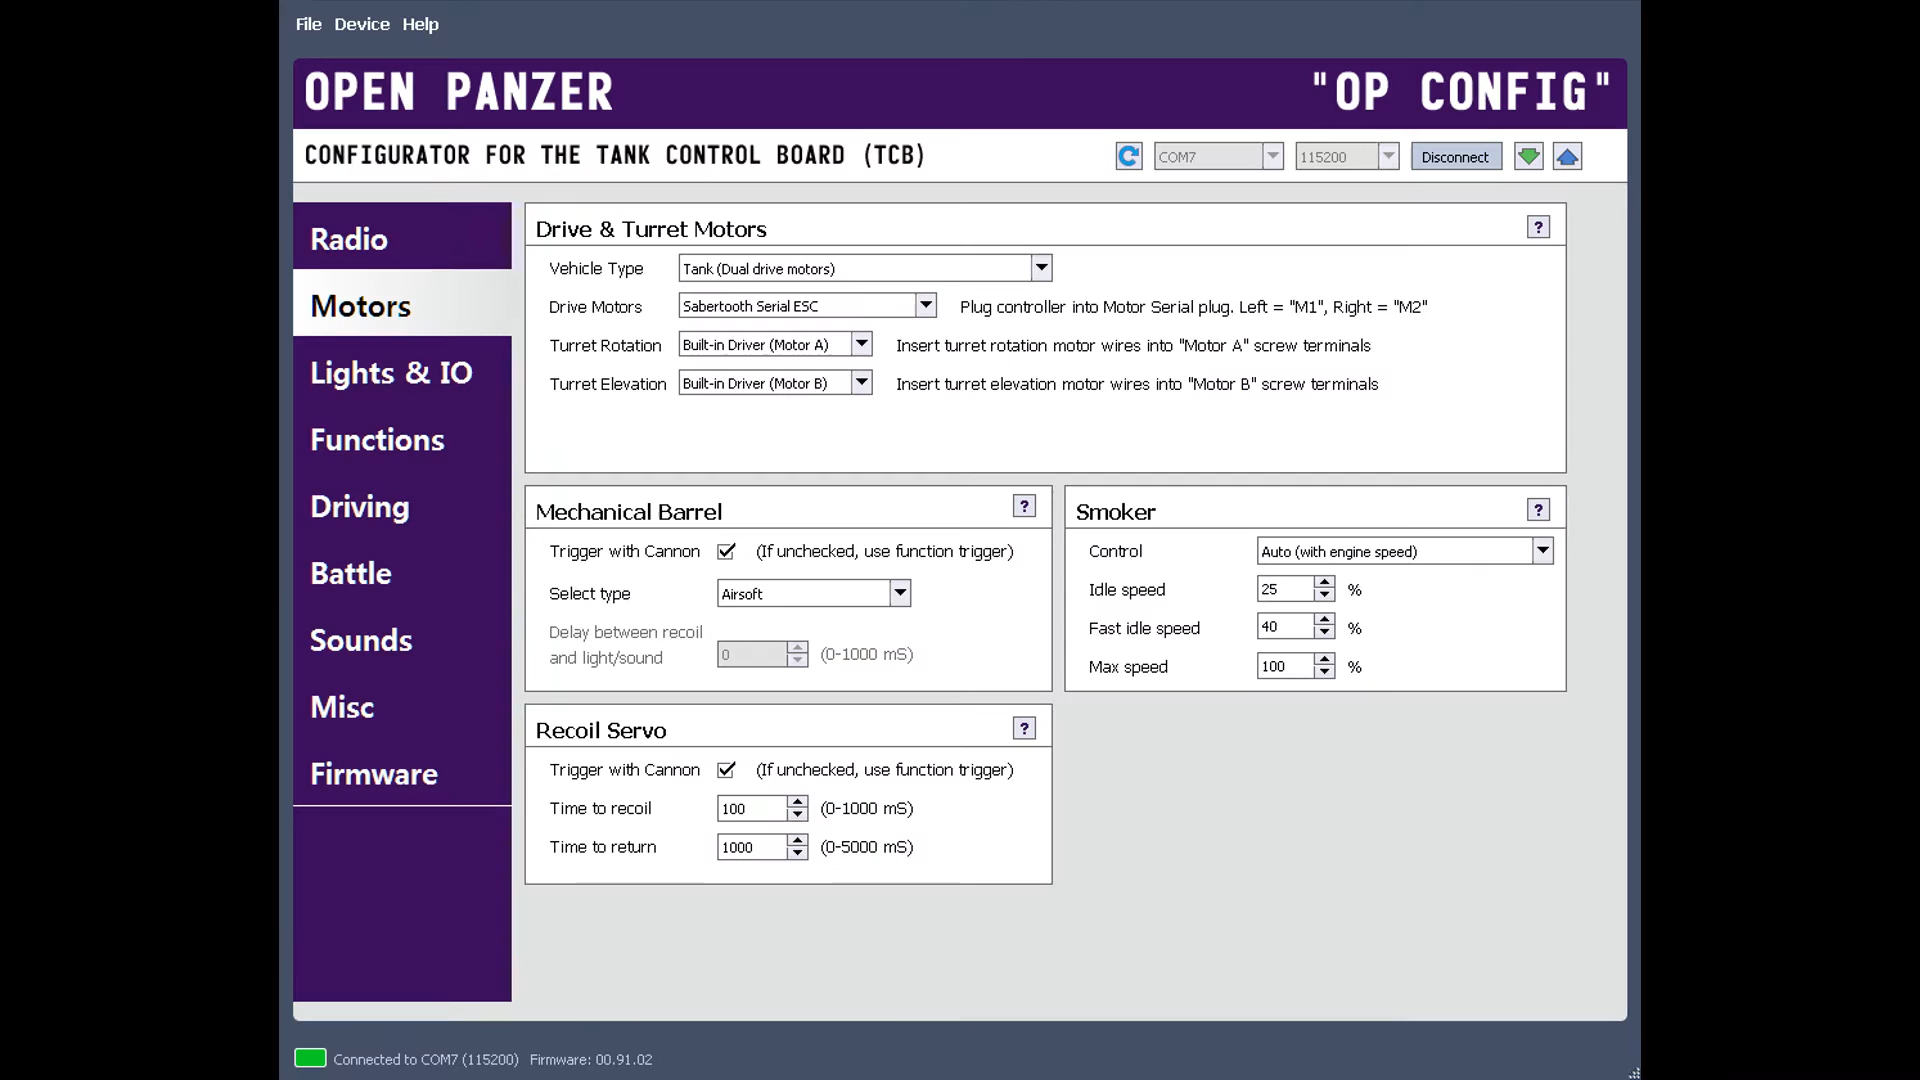 File Device Help
OPEN PANZER "OP CONFIG"
CONFIGURATOR FOR THE TANK CONTROL BOARD (TCB) COM7 115200 Disconnect
Radio
Motors
Lights & IO
Functions
Driving
Battle
Sounds
Misc
Firmware
Drive & Turret Motors ?
Vehicle Type Tank (Dual drive motors)
Drive Motors Sabertooth Serial ESC Plug controller into Motor Serial plug. Left = "M1", Right = "M2"
Turret Rotation Built-in Driver (Motor A) Insert turret rotation motor wires into "Motor A" screw terminals
Turret Elevation Built-in Driver (Motor B) Insert turret elevation motor wires into "Motor B" screw terminals
Mechanical Barrel ?
Trigger with Cannon (If unchecked, use function trigger)
Select type Airsoft
Delay between recoil
and light/sound 0 (0-1000 mS)
Smoker ?
Control Auto (with engine speed)
Idle speed 25 %
Fast idle speed 40 %
Max speed 100 %
Recoil Servo ?
Trigger with Cannon (If unchecked, use function trigger)
Time to recoil 100 (0-1000 mS)
Time to return 1000 (0-5000 mS)
Connected to COM7 (115200) Firmware: 00.91.02